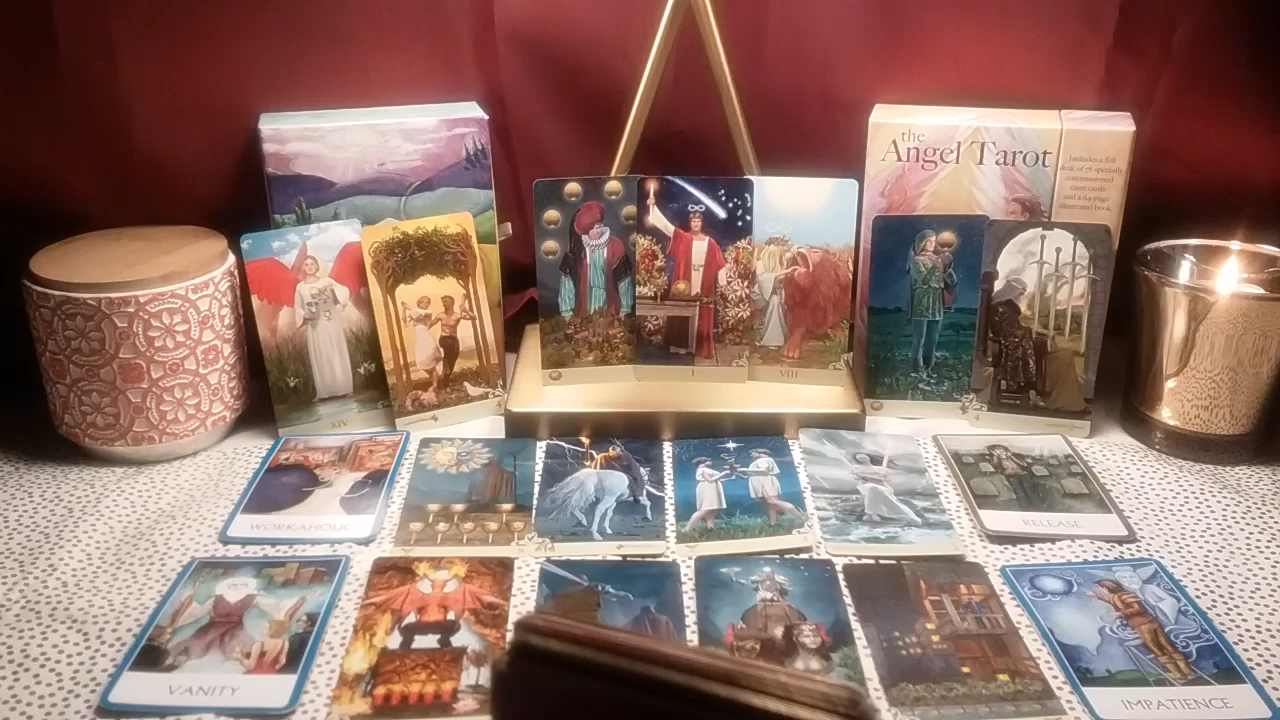 the
Angel Tarot
Includes a full
deck of 78 specially
commissioned
tarot cards
and a 64-page
illustrated book
I
VIII
XIV
WORKAHOLIC
RELEASE
VANITY
IMPATIENCE